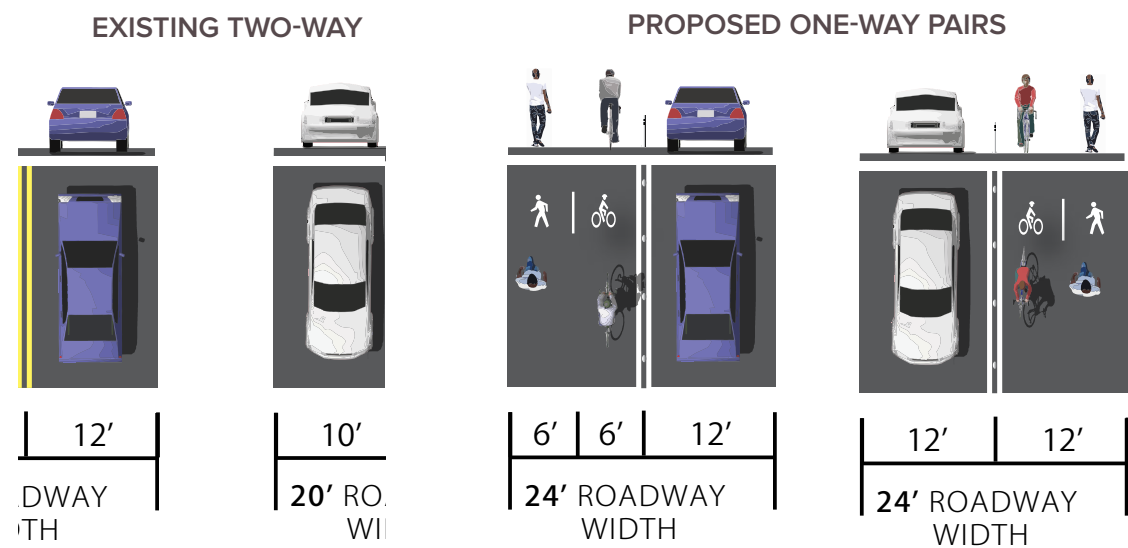 EXISTING TWO-WAY
PROPOSED ONE-WAY PAIRS
12’
10’
6’ 6’ 12’
12’ 12’
20’
24’ ROADWAY
WIDTH
24’ ROADWAY
WIDTH